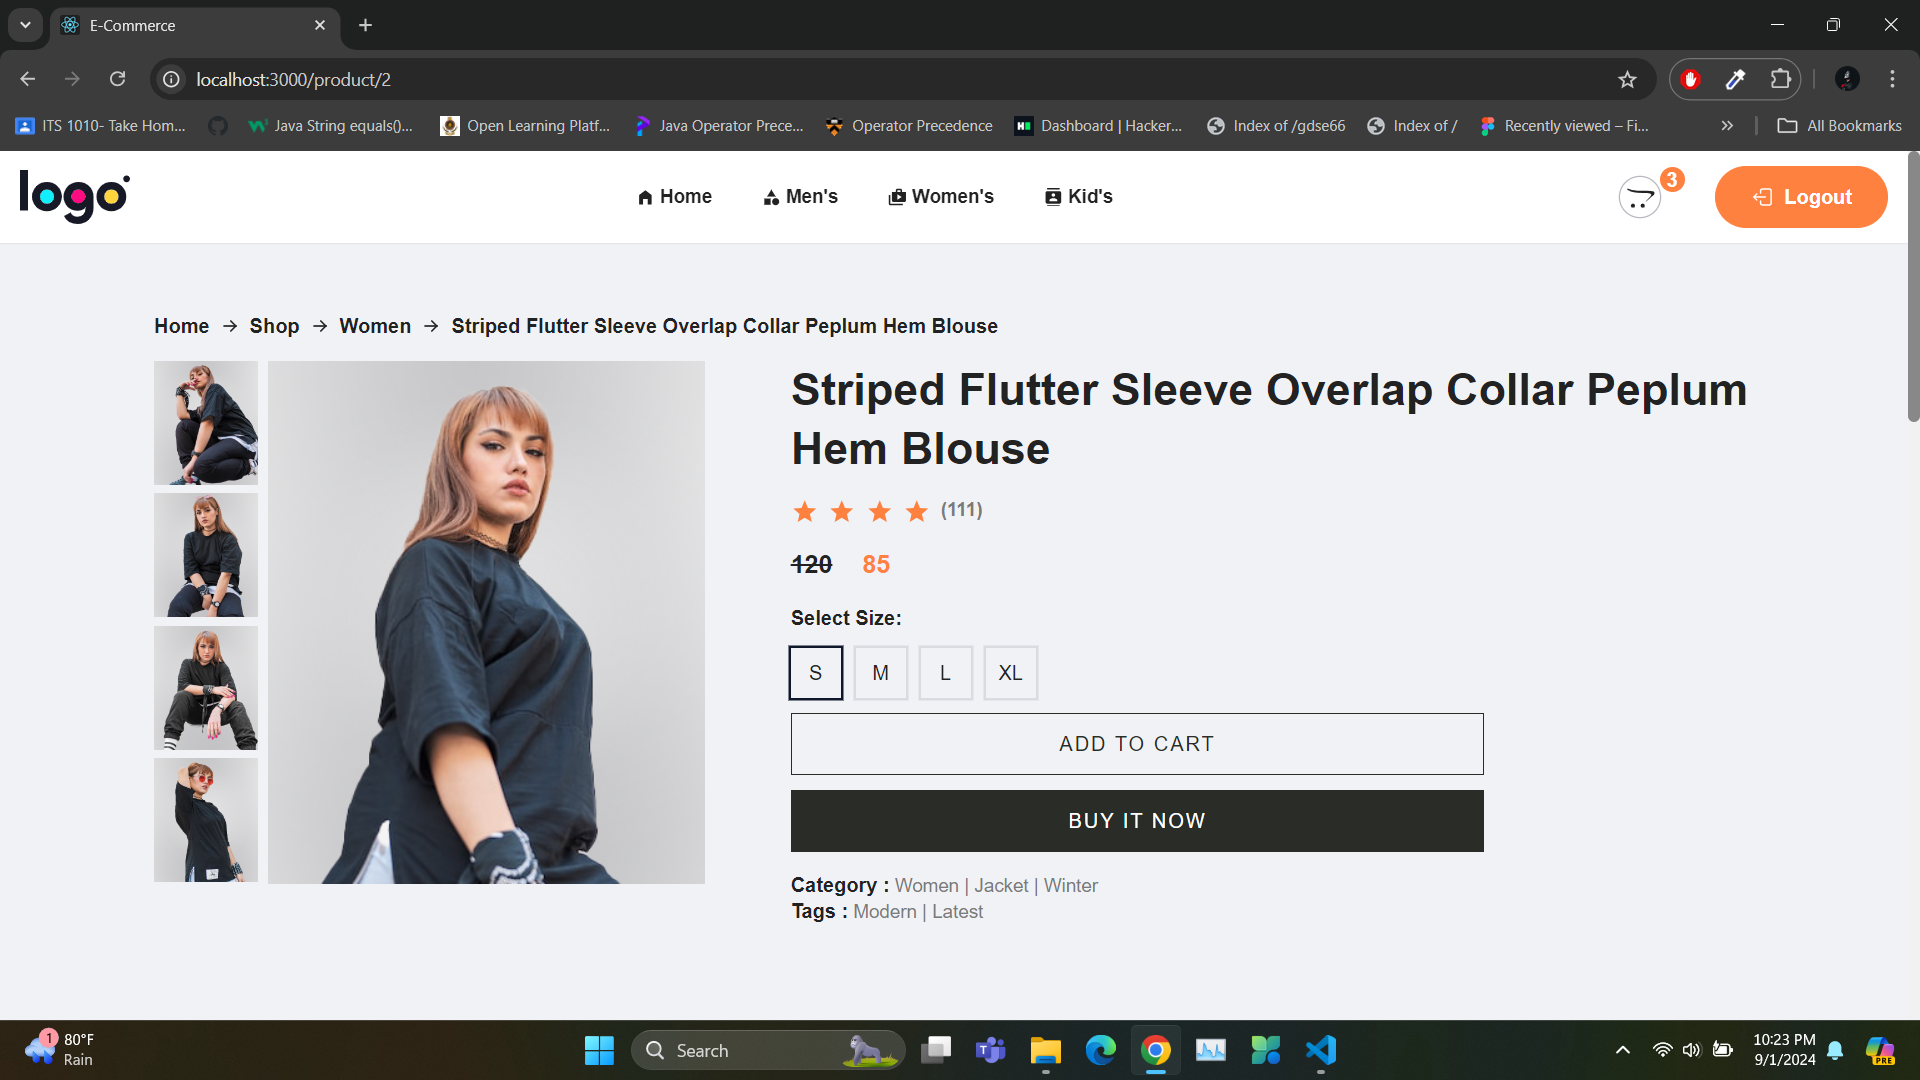 E-Commerce
localhost:3000/product/2
ITS 1010- Take Hom...
Java String equals()...
Open Learning Platf...
Java Operator Prece...
Operator Precedence
Dashboard | Hacker...
Index of /gdse66
Index of /
Recently viewed – Fi...
All Bookmarks
logo
Home
Men's
Women's
Kid's
3
Logout
Home → Shop → Women → Striped Flutter Sleeve Overlap Collar Peplum Hem Blouse
Striped Flutter Sleeve Overlap Collar Peplum
Hem Blouse
(111)
120 85
Select Size:
S M L XL
ADD TO CART
BUY IT NOW
Category : Women | Jacket | Winter
Tags : Modern | Latest
1
80°F
Rain
Search
10:23 PM
9/1/2024
PRE